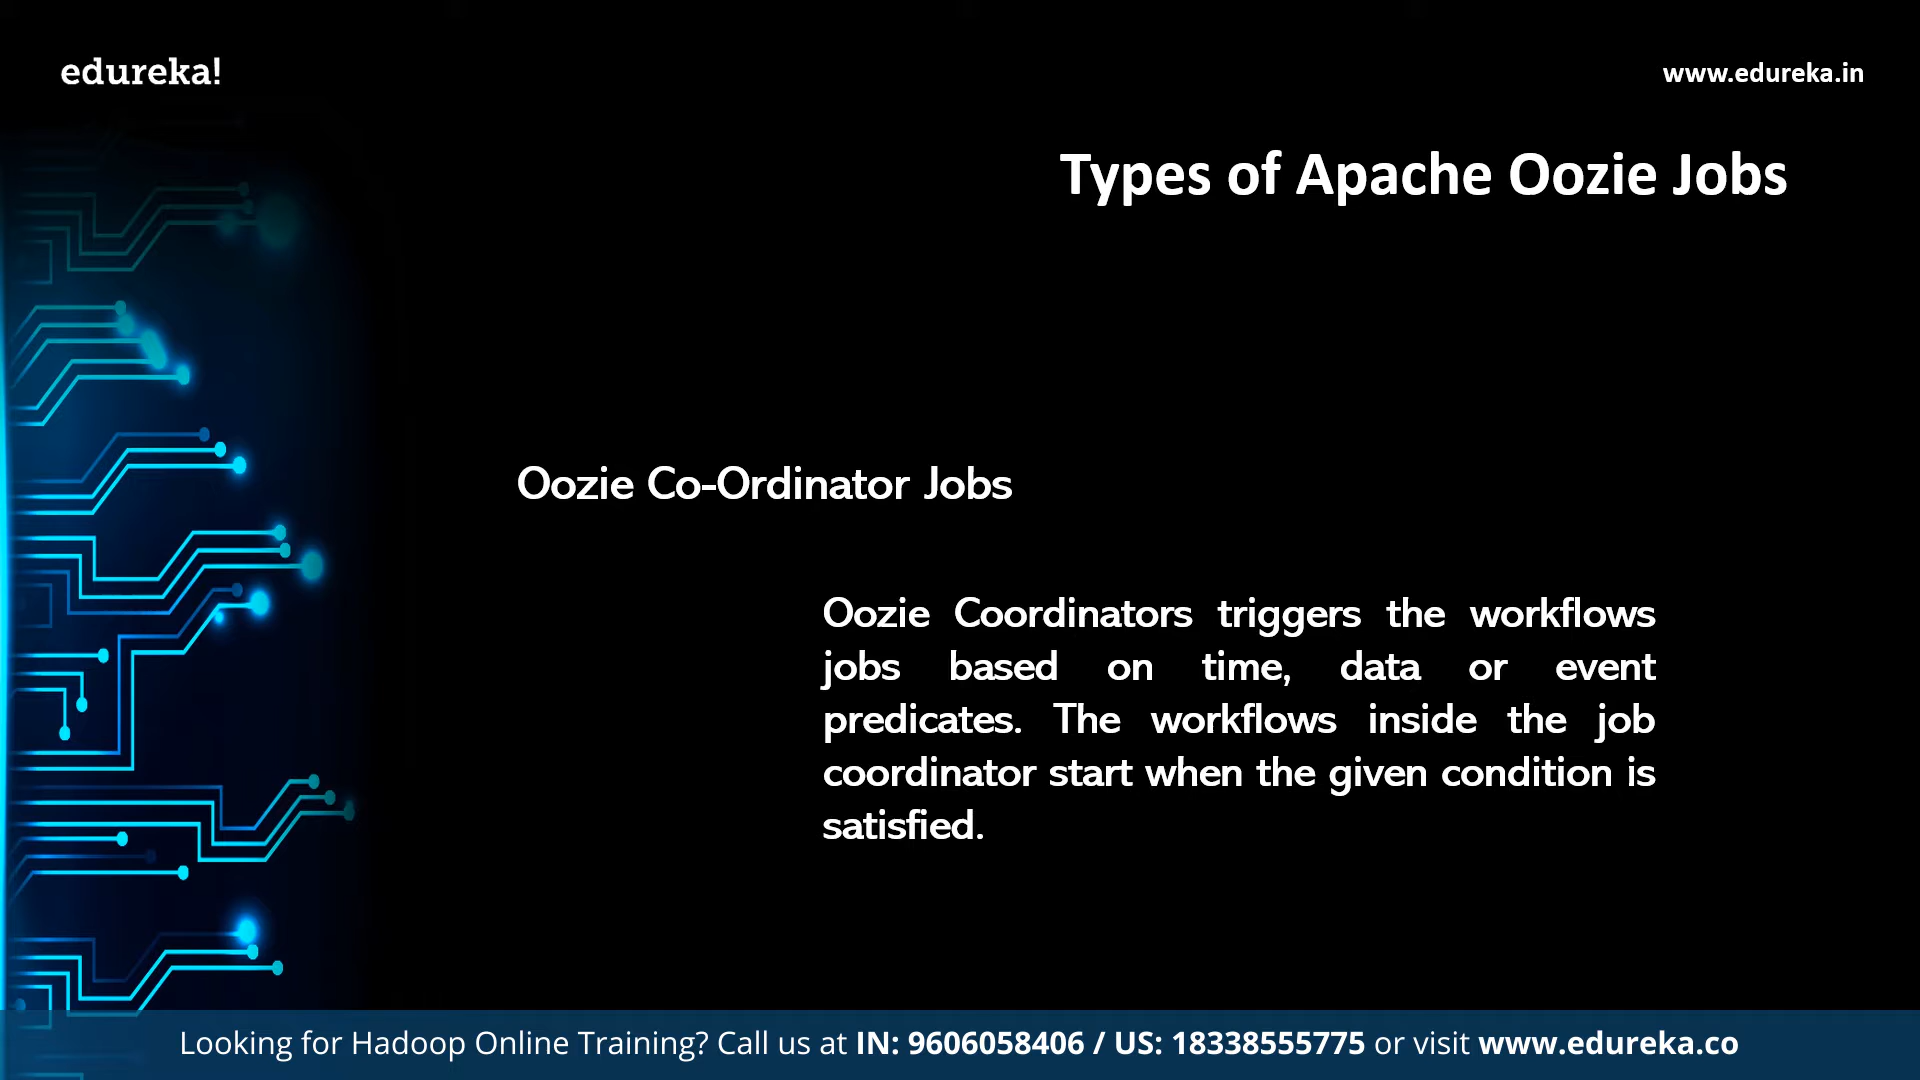 edureka!
www.edureka.in
Types of Apache Oozie Jobs
Oozie Co-Ordinator Jobs
Oozie Coordinators triggers the workflows
jobs based on time, data or event
predicates. The workflows inside the job
coordinator start when the given condition is
satisfied.
Looking for Hadoop Online Training? Call us at IN: 9606058406 / US: 18338555775 or visit www.edureka.co